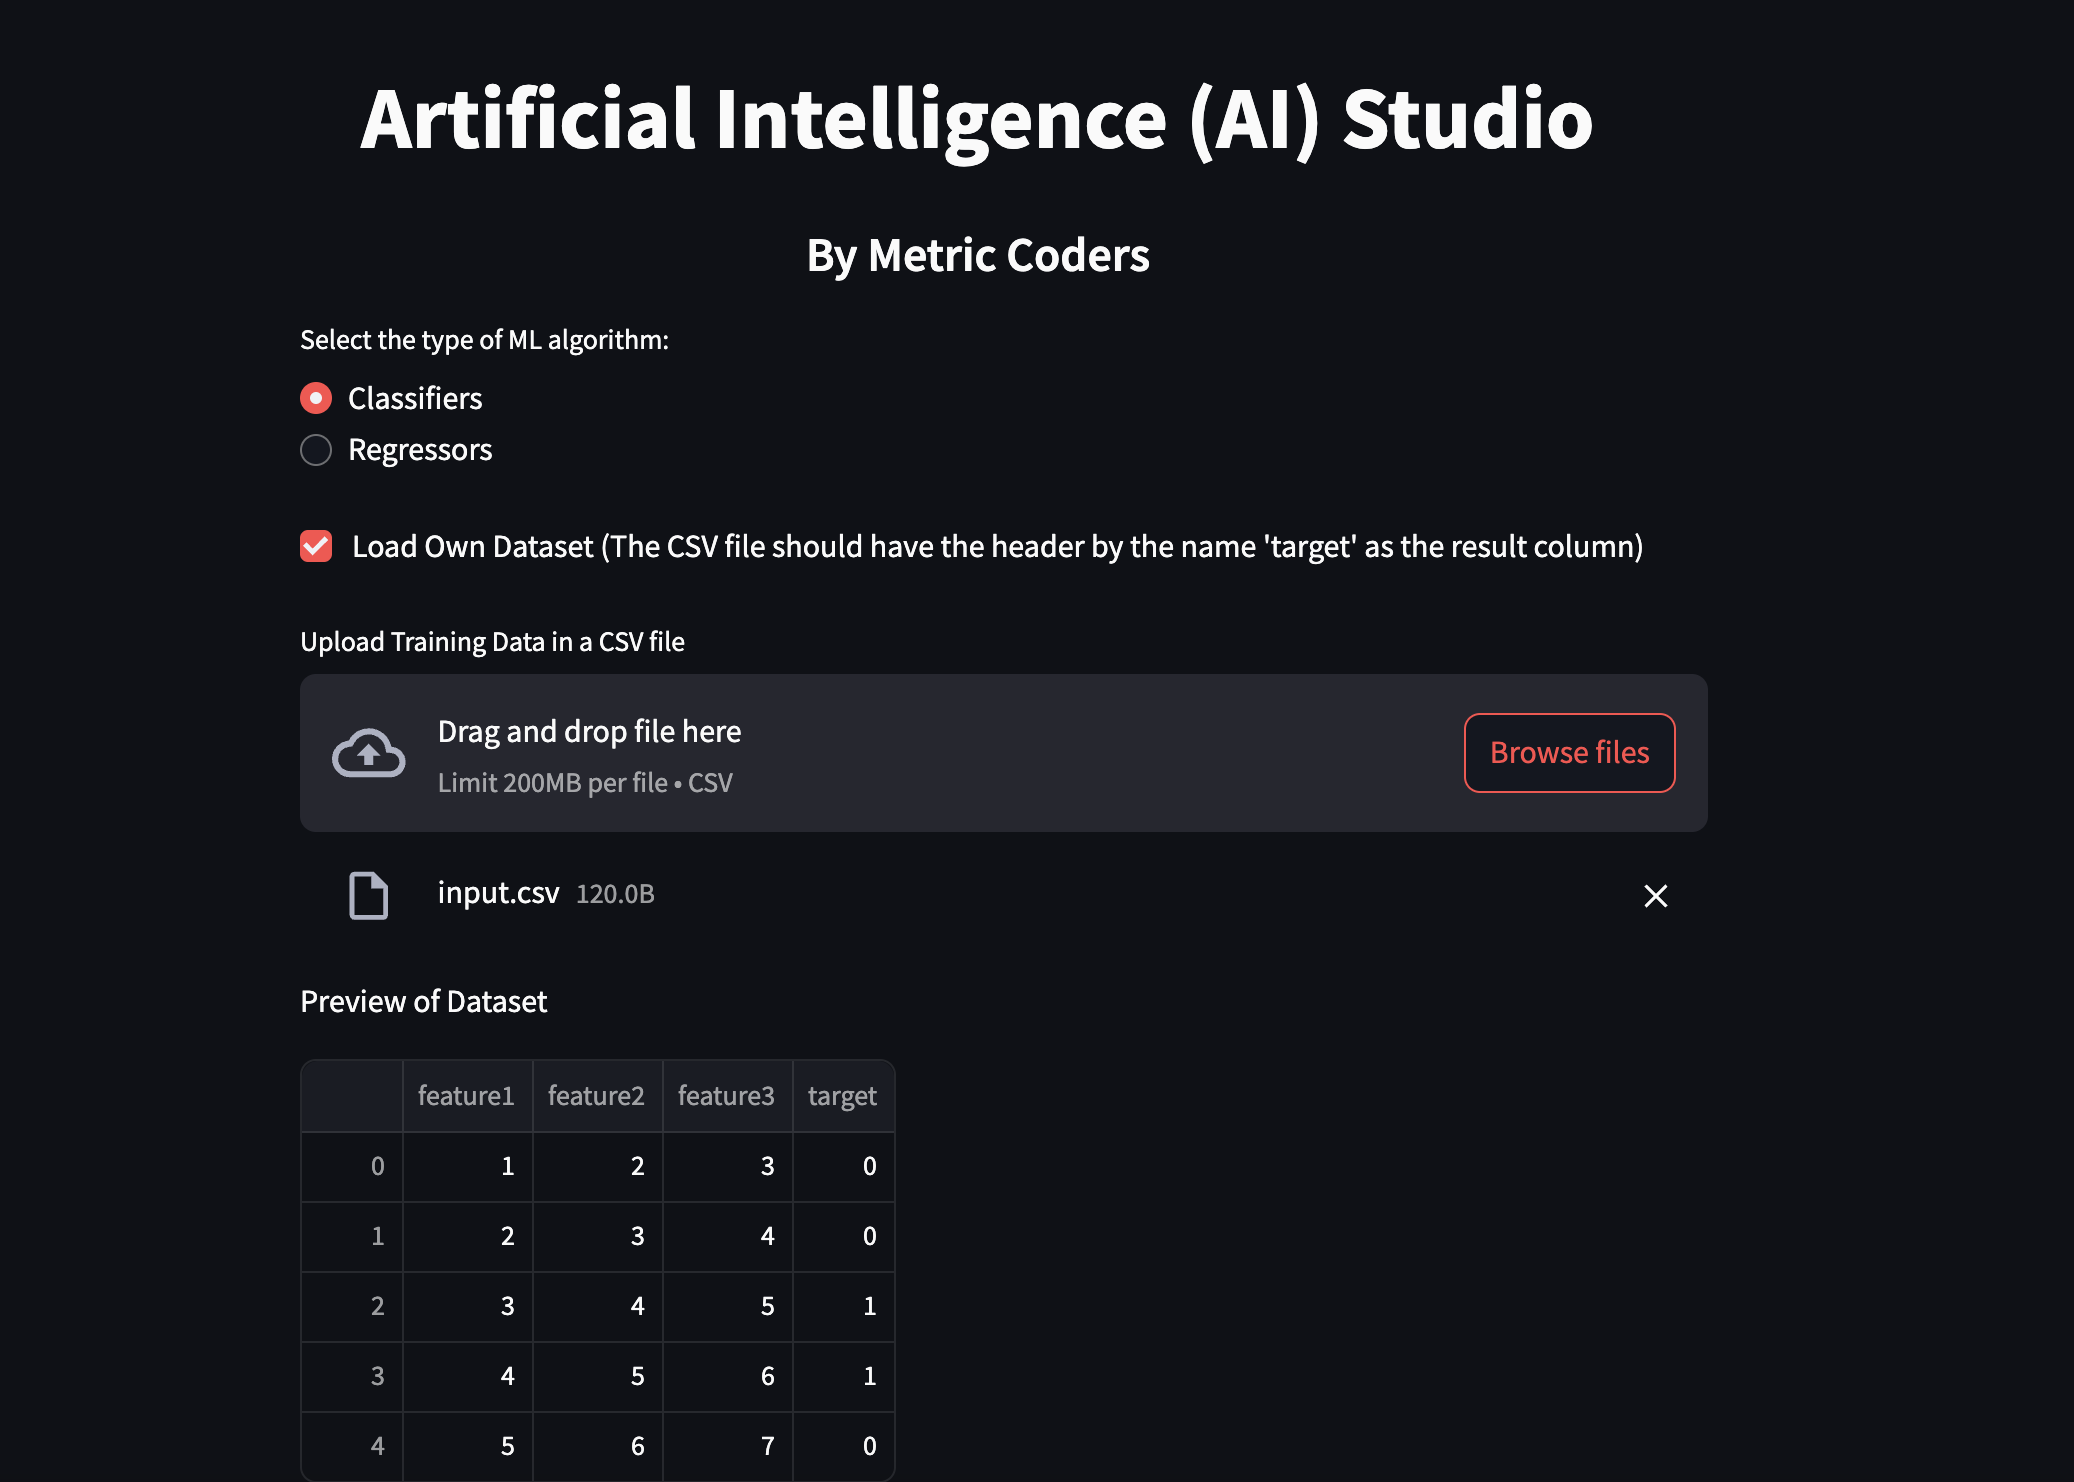 Artificial Intelligence (AI) Studio
By Metric Coders
Select the type of ML algorithm:
Classifiers
Regressors
Load Own Dataset (The CSV file should have the header by the name 'target' as the result column)
Upload Training Data in a CSV file
Drag and drop file here
Limit 200MB per file • CSV
Browse files
input.csv 120.0B
Preview of Dataset
feature1 feature2 feature3 target
0 1 2 3 0
1 2 3 4 0
2 3 4 5 1
3 4 5 6 1
4 5 6 7 0